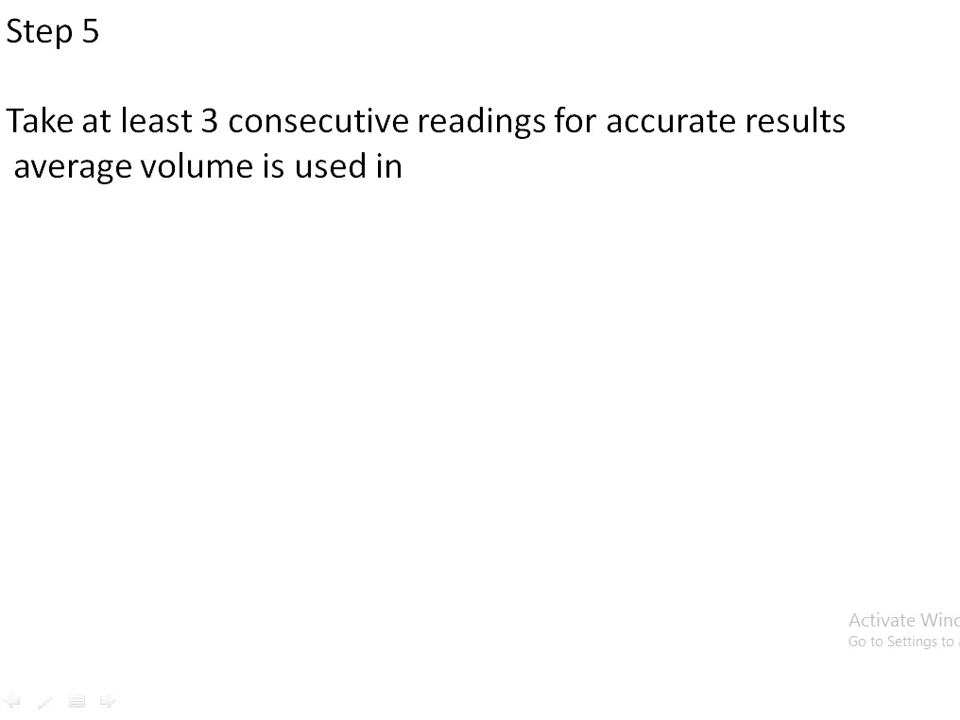 Step 5
Take at least 3 consecutive readings for accurate results
average volume is used in
Activate Wind
Go to Settings to